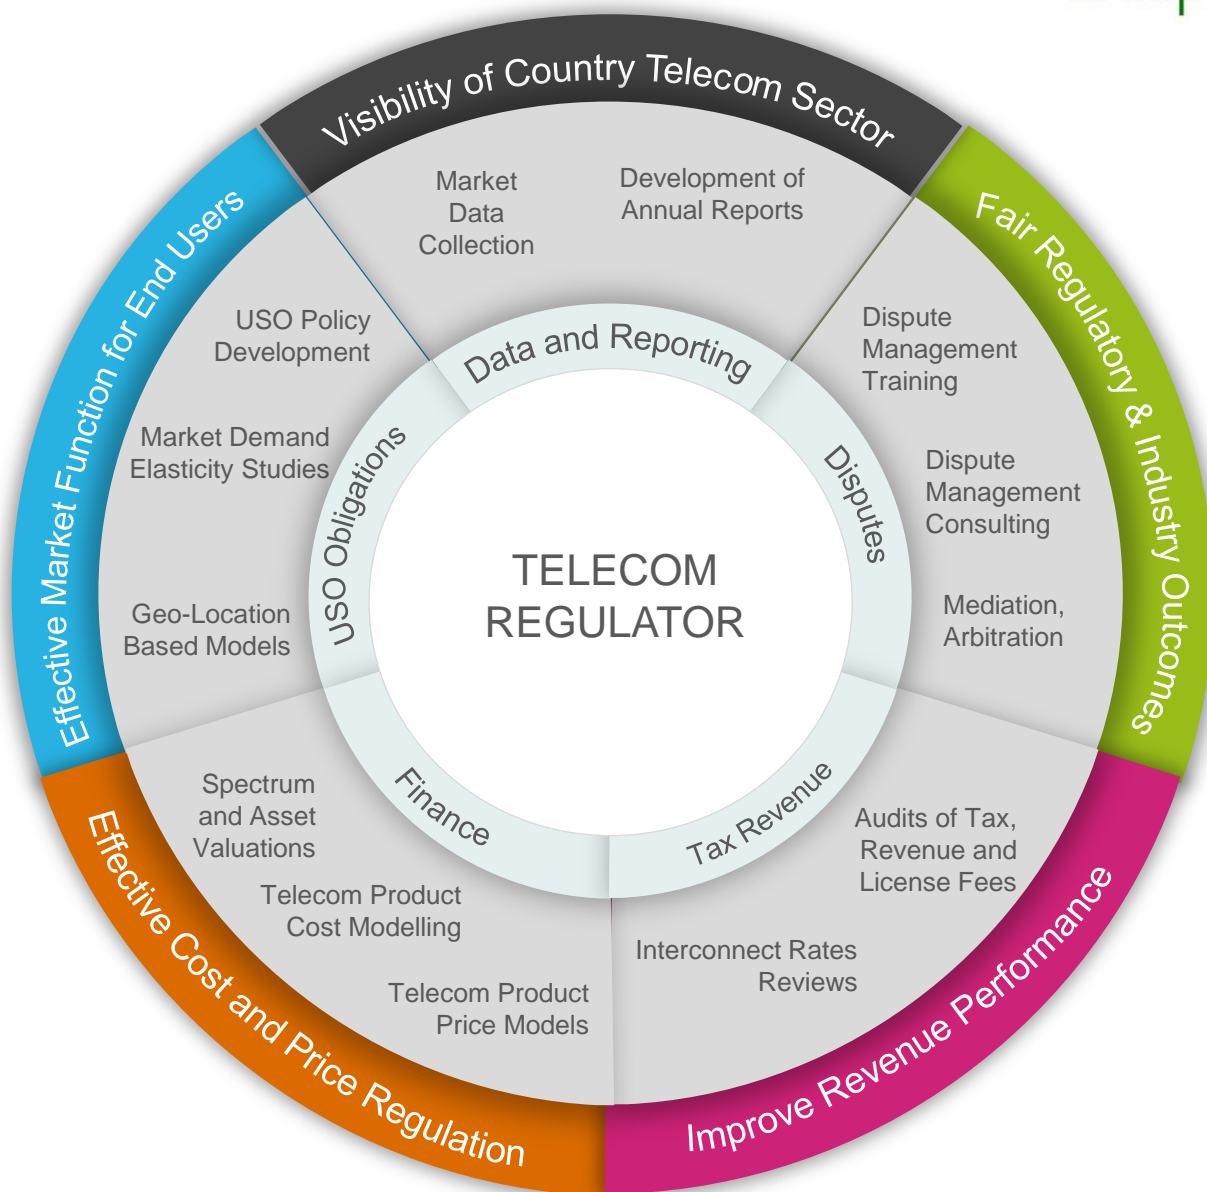 Visibility of Country Telecom Sector
Market
Data
Collection
Development of
Annual Reports
Data and Reporting
Fair Regulatory & Industry Outcomes
Dispute
Management
Training
Dispute
Management
Consulting
Mediation,
Arbitration
Disputes
Improve Revenue Performance
Audits of Tax,
Revenue and
License Fees
Interconnect Rates
Reviews
Tax Revenue
Effective Cost and Price Regulation
Spectrum
and Asset
Valuations
Telecom Product
Cost Modelling
Telecom Product
Price Models
Finance
Effective Market Function for End Users
USO Policy
Development
Market Demand
Elasticity Studies
Geo-Location
Based Models
USO Obligations
TELECOM
REGULATOR